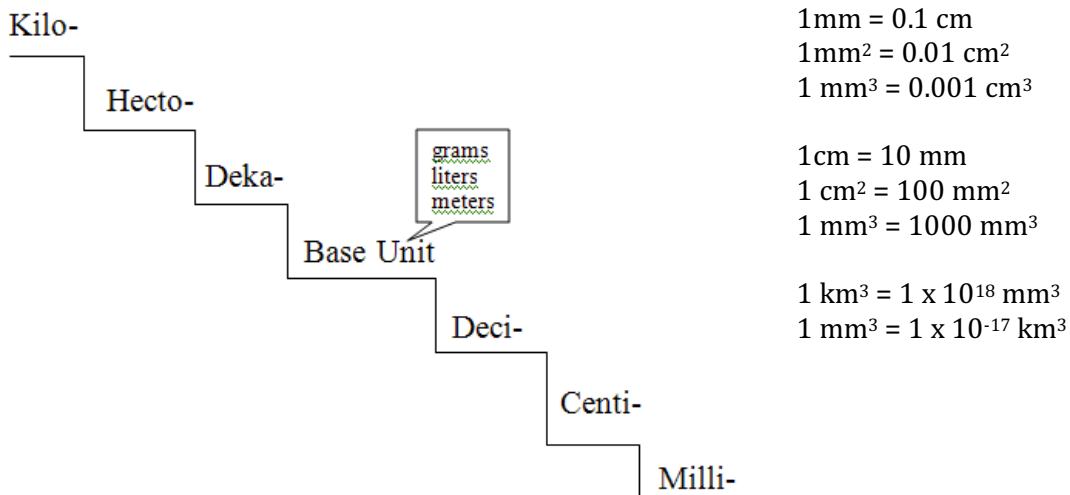 Kilo-
Hecto-
Deka-
grams
liters
meters
Base Unit
Deci-
Centi-
Milli-
1mm = 0.1 cm
1mm² = 0.01 cm²
1 mm³ = 0.001 cm³
1cm = 10 mm
1 cm² = 100 mm²
1 mm³ = 1000 mm³
1 km³ = 1 x 10¹⁸ mm³
1 mm³ = 1 x 10⁻¹⁷ km³